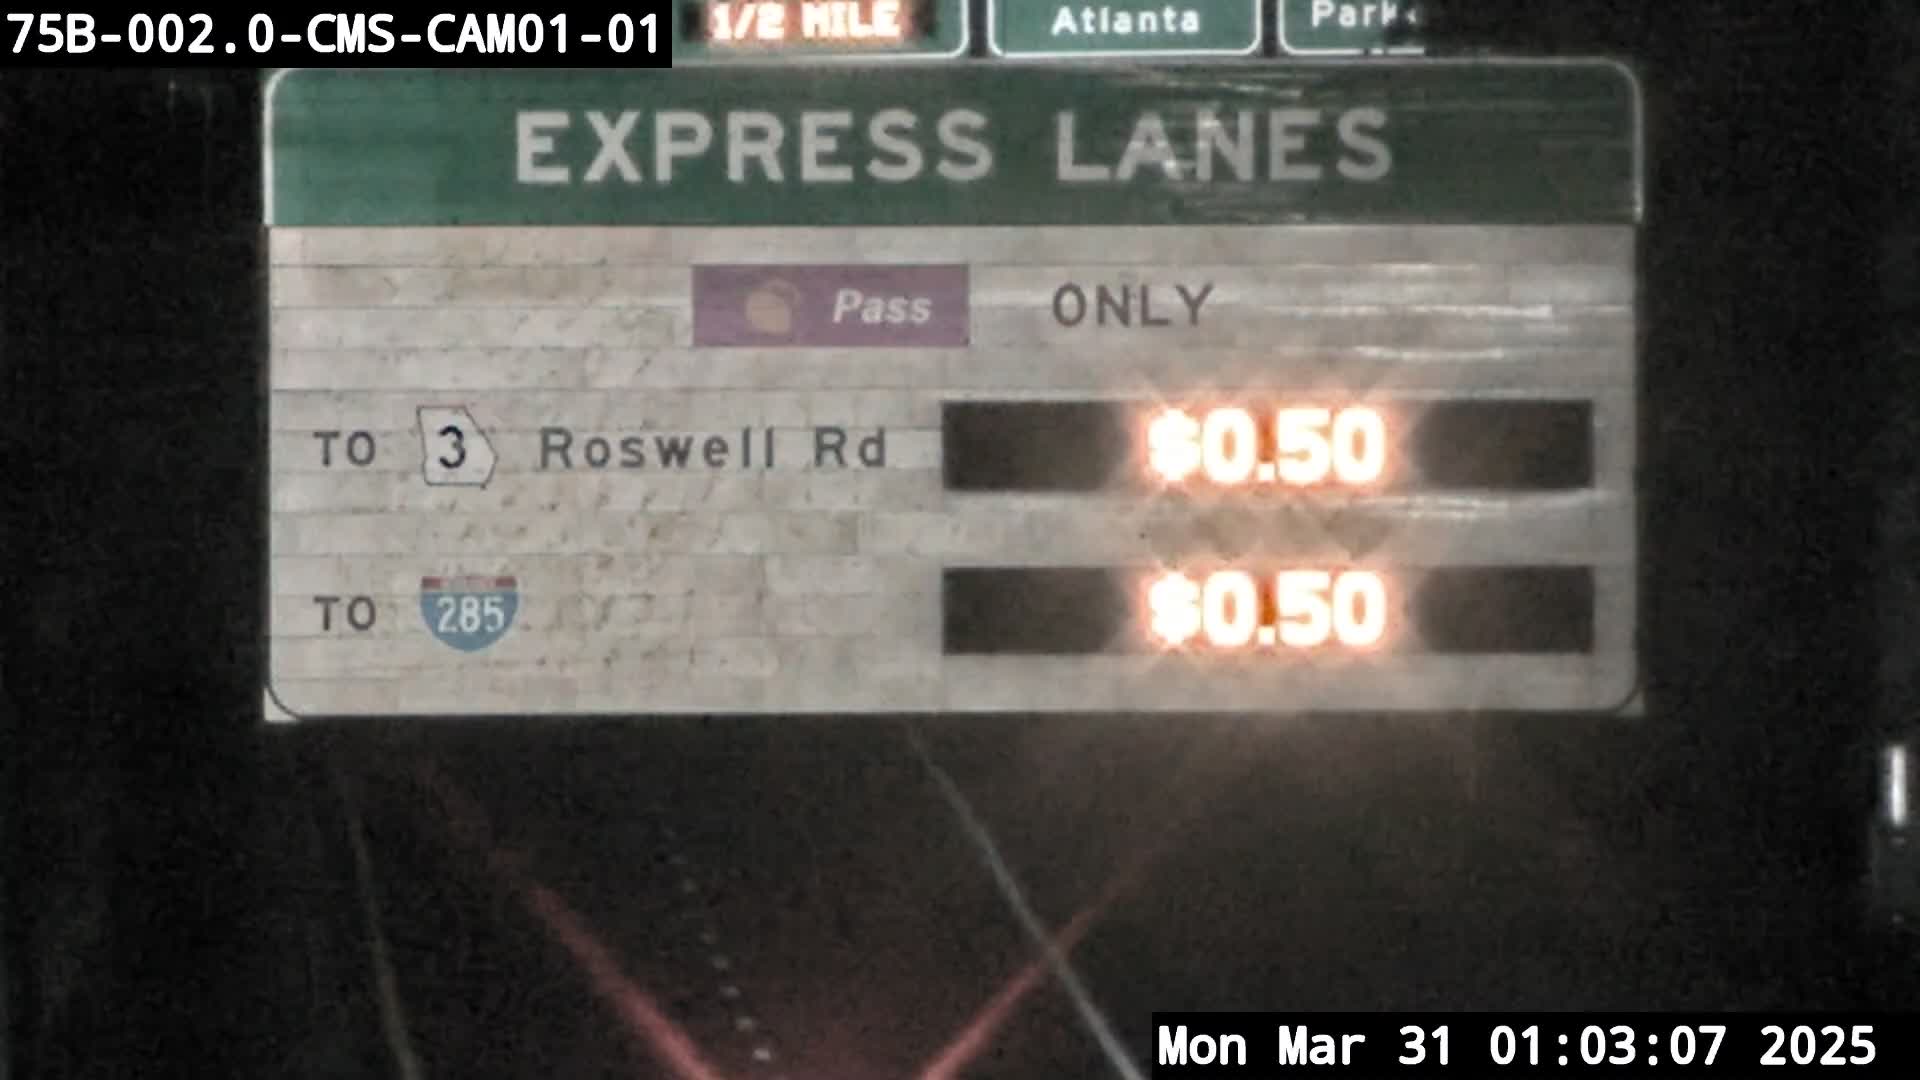 75B-002.0-CMS-CAM01-01
1/2 MILE
Atlanta
EXPRESS LANES
Pass ONLY
TO 3 Roswell Rd $0.50
TO 285 $0.50
Mon Mar 31 01:03:07 2025